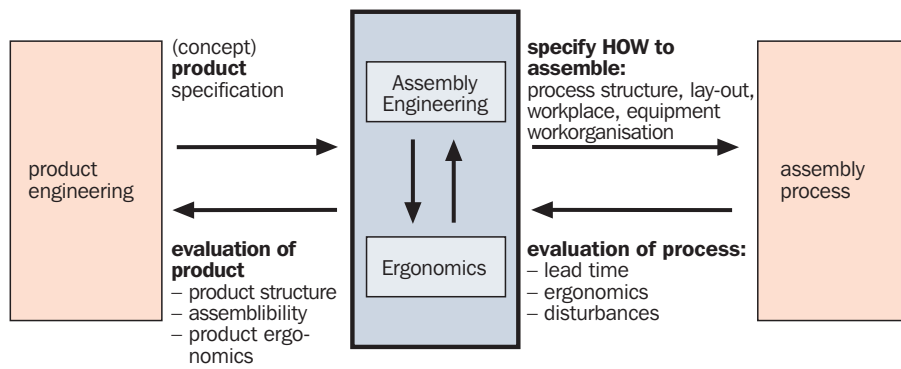 product
engineering
(concept)
product
specification
evaluation of
product
– product structure
– assemblibility
– product ergo-
nomics
Assembly
Engineering
Ergonomics
specify HOW to
assemble:
process structure, lay-out,
workplace, equipment
workorganisation
evaluation of process:
– lead time
– ergonomics
– disturbances
assembly
process